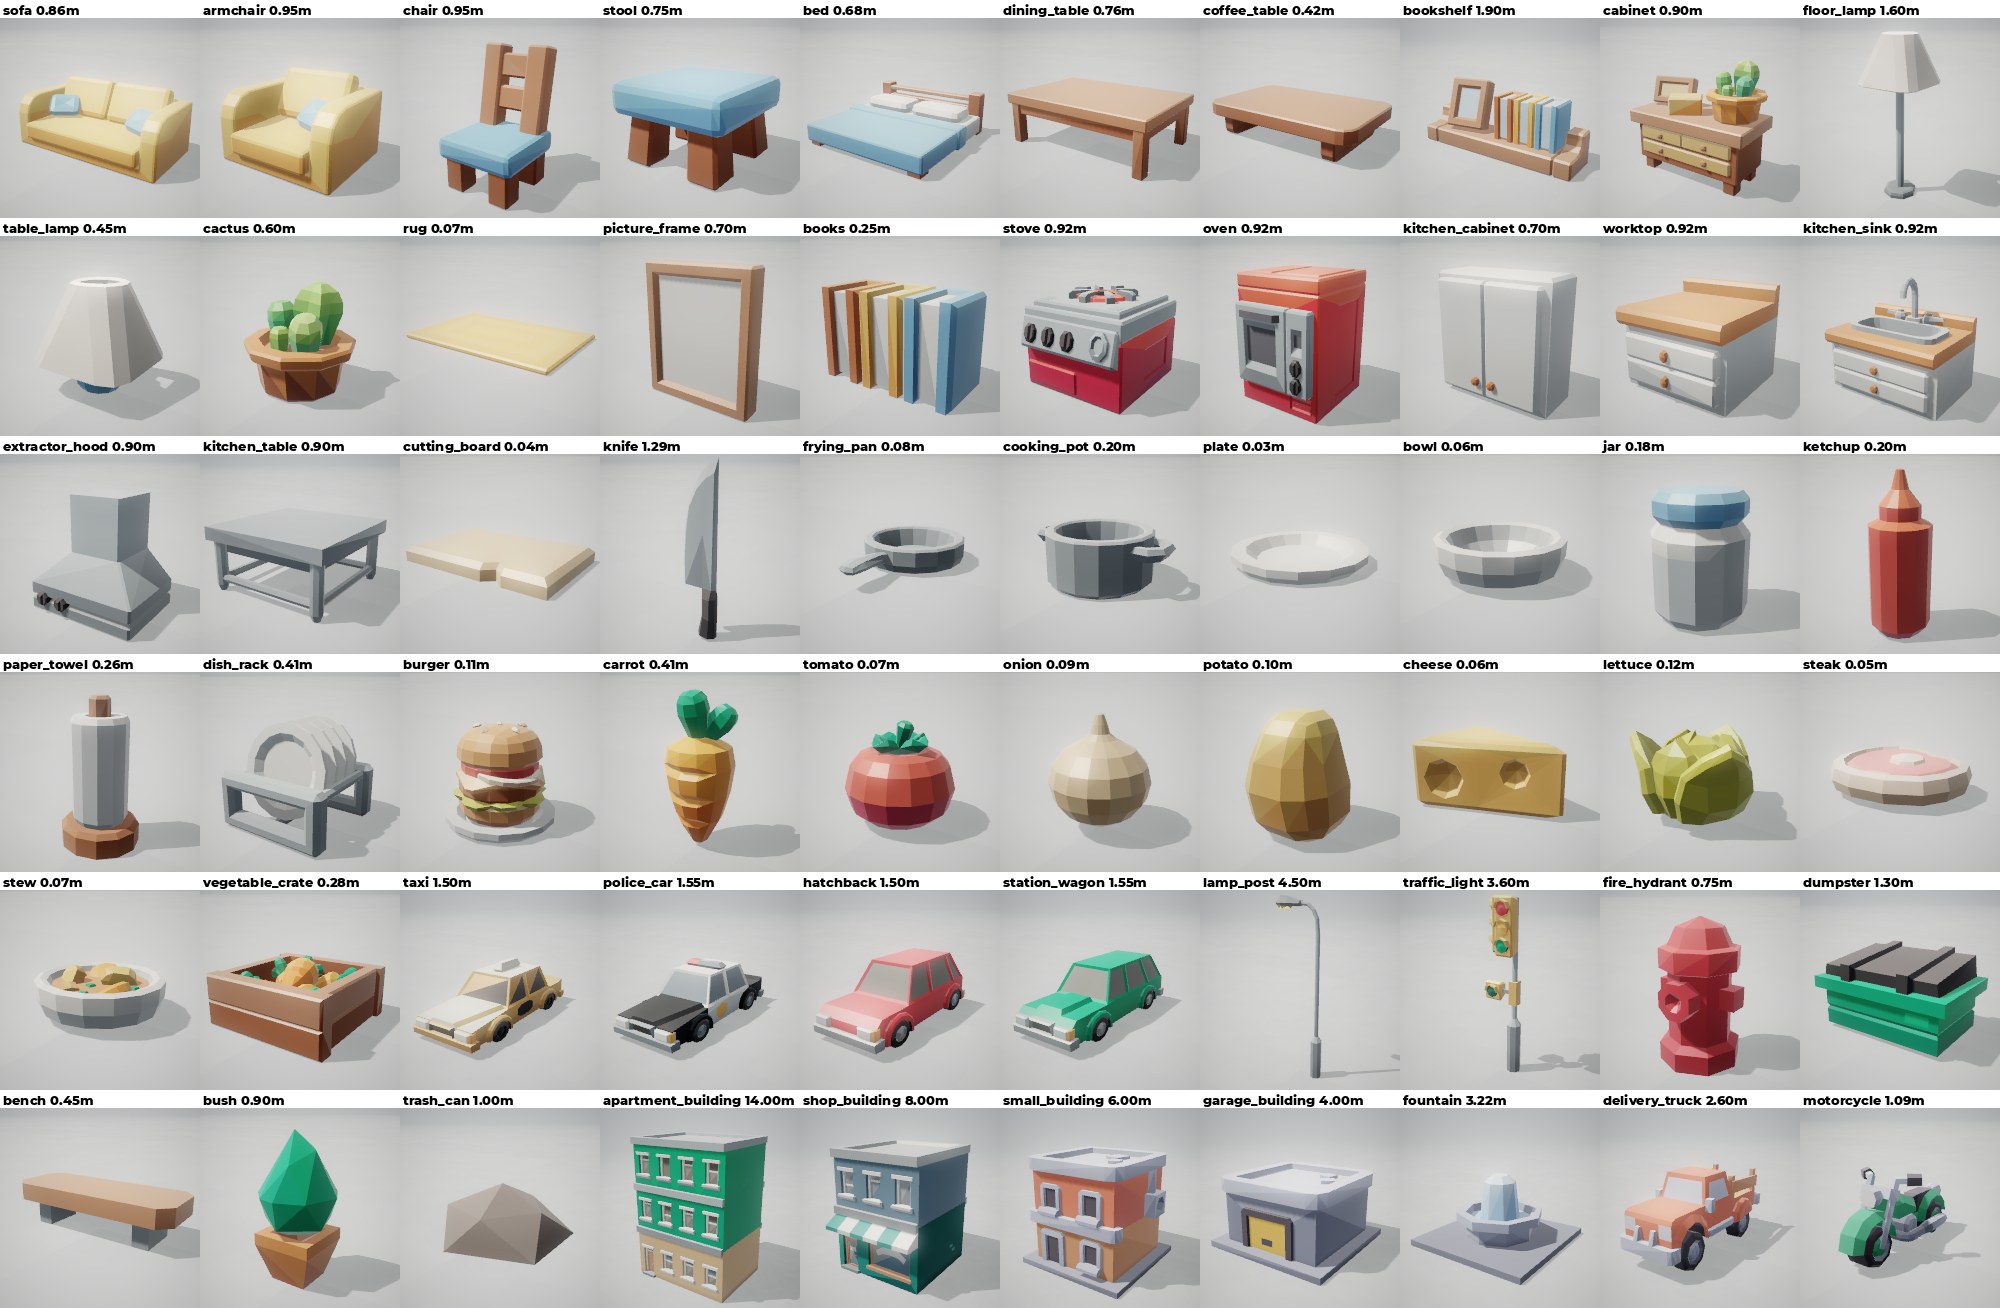 sofa 0.86m
armchair 0.95m
chair 0.95m
stool 0.75m
bed 0.68m
dining_table 0.76m
coffee_table 0.42m
bookshelf 1.90m
cabinet 0.90m
floor_lamp 1.60m
table_lamp 0.45m
cactus 0.60m
rug 0.07m
picture_frame 0.70m
books 0.25m
stove 0.92m
oven 0.92m
kitchen_cabinet 0.70m
worktop 0.92m
kitchen_sink 0.92m
extractor_hood 0.90m
kitchen_table 0.90m
cutting_board 0.04m
knife 1.29m
frying_pan 0.08m
cooking_pot 0.20m
plate 0.03m
bowl 0.06m
jar 0.18m
ketchup 0.20m
paper_towel 0.26m
dish_rack 0.41m
burger 0.11m
carrot 0.41m
tomato 0.07m
onion 0.09m
potato 0.10m
cheese 0.06m
lettuce 0.12m
steak 0.05m
stew 0.07m
vegetable_crate 0.28m
taxi 1.50m
police_car 1.55m
hatchback 1.50m
station_wagon 1.55m
lamp_post 4.50m
traffic_light 3.60m
fire_hydrant 0.75m
dumpster 1.30m
bench 0.45m
bush 0.90m
trash_can 1.00m
apartment_building 14.00m
shop_building 8.00m
small_building 6.00m
garage_building 4.00m
fountain 3.22m
delivery_truck 2.60m
motorcycle 1.09m